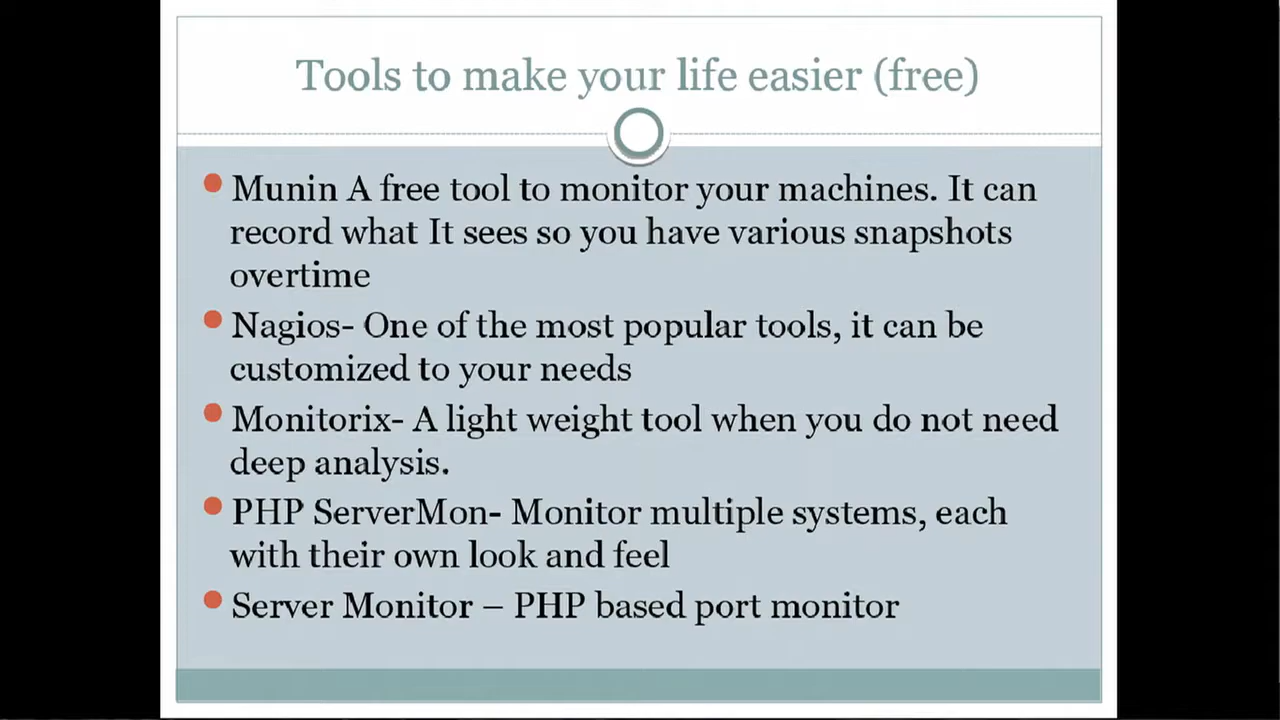 Tools to make your life easier (free)
Munin A free tool to monitor your machines. It can
record what It sees so you have various snapshots
overtime
Nagios- One of the most popular tools, it can be
customized to your needs
Monitorix- A light weight tool when you do not need
deep analysis.
PHP ServerMon- Monitor multiple systems, each
with their own look and feel
Server Monitor – PHP based port monitor